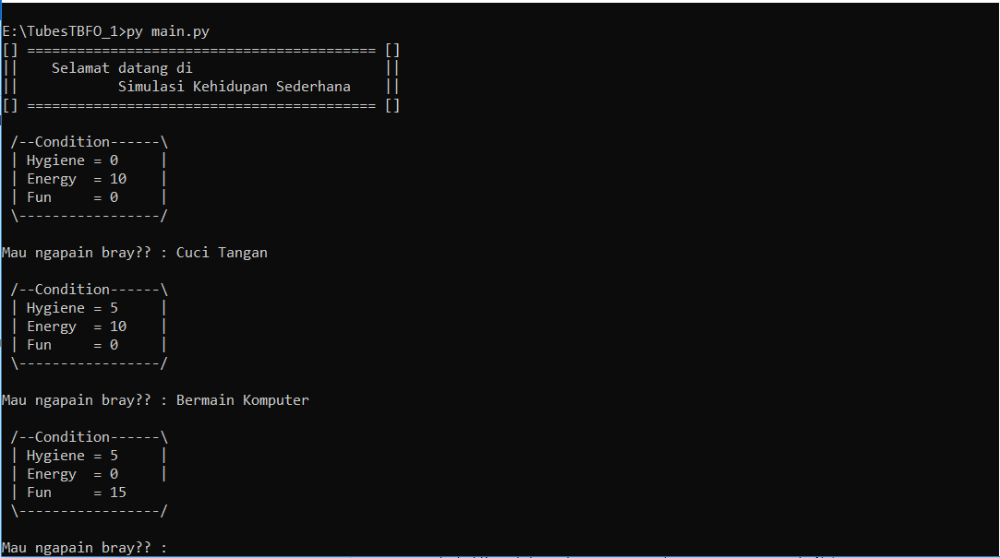 E:\TubesTBFO_1>py main.py
[] ========================================== []
||    Selamat datang di                       ||
||            Simulasi Kehidupan Sederhana    ||
[] ========================================== []
 /--Condition------\
 | Hygiene = 0     |
 | Energy  = 10    |
 | Fun     = 0     |
 \-----------------/
Mau ngapain bray?? : Cuci Tangan
 /--Condition------\
 | Hygiene = 5     |
 | Energy  = 10    |
 | Fun     = 0     |
 \-----------------/
Mau ngapain bray?? : Bermain Komputer
 /--Condition------\
 | Hygiene = 5     |
 | Energy  = 0     |
 | Fun     = 15
 \-----------------/
Mau ngapain bray?? :